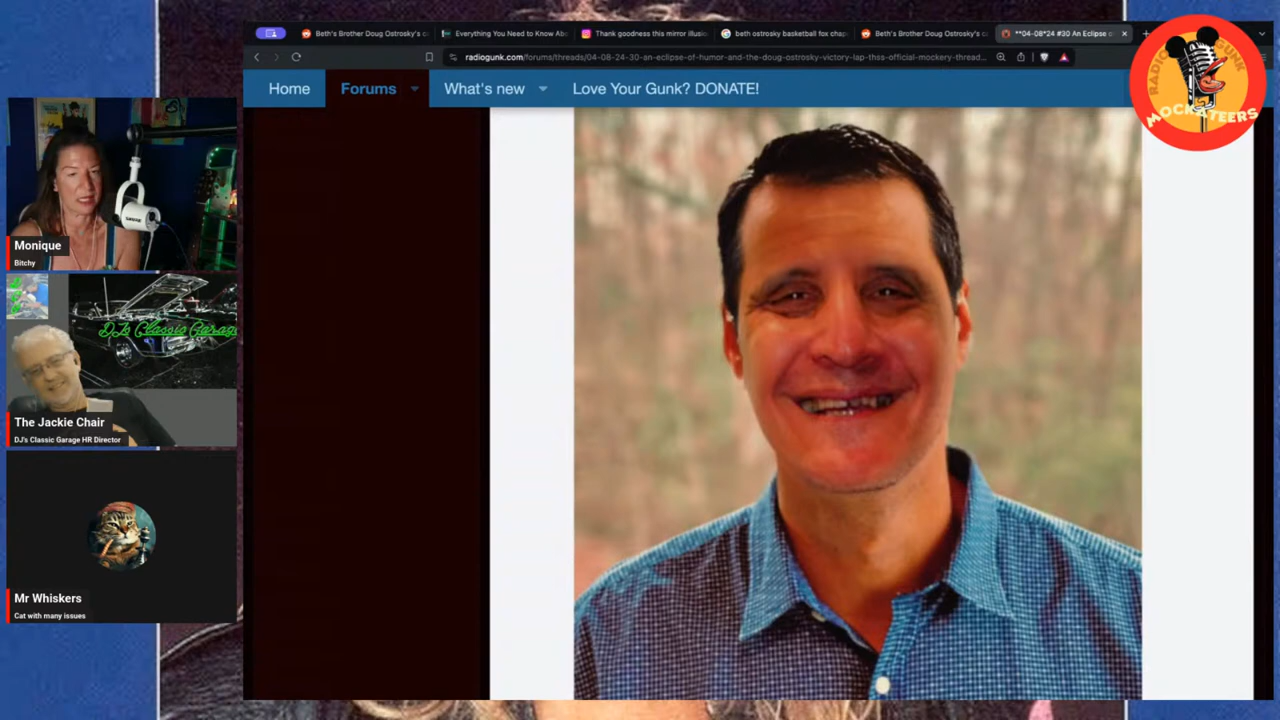 Beth's Brother Doug Ostrosky's c
Everything You Need to Know Abo
Thank goodness this mirror illusi
beth ostrosky basketball fox chap
Beth's Brother Doug Ostrosky's c
**04-08*24 #30 An Eclipse o
radiogunk.com/forums/threads/04-08-24-30-an-eclipse-of-humor-and-the-doug-ostrosky-victory-lap-thss-official-mockery-thread...
Home
Forums
What's new
Love Your Gunk? DONATE!
RADIO GUNK
MOCKATEERS
Monique
Bitchy
DJ's Classic Garag
The Jackie Chair
DJ's Classic Garage HR Director
Mr Whiskers
Cat with many issues